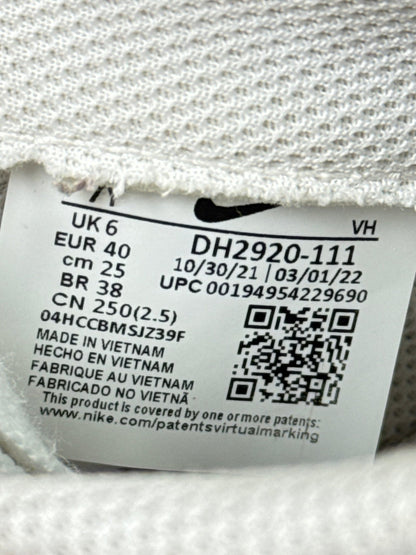 VH
UK 6
EUR 40
cm 25
BR 38
CN 250(2.5)
04HCCBMSJZ39F
DH2920-111
10/30/21 | 03/01/22
UPC 00194954229690
MADE IN VIETNAM
HECHO EN VIETNAM
FABRIQUE AU VIETNAM
FABRICADO NO VIETNÃ
This product is covered by one or more patents:
www.nike.com/patentsvirtualmarking